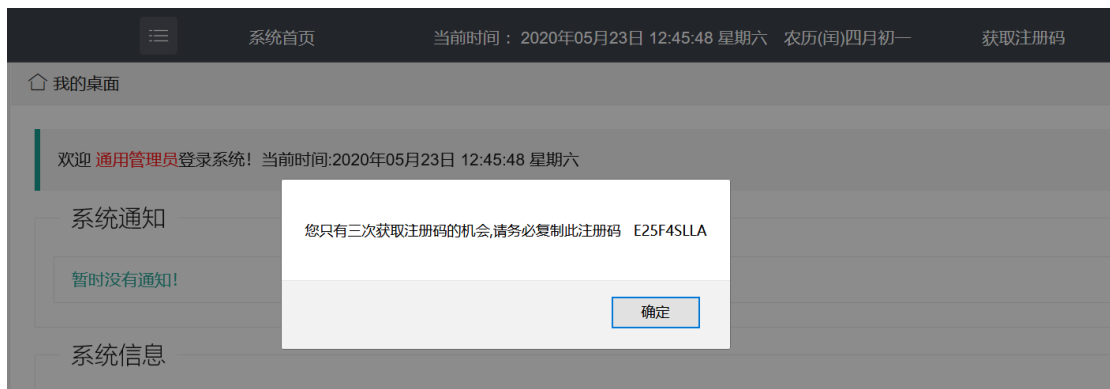 系统首页 当前时间： 2020年05月23日 12:45:48 星期六 农历(闰)四月初一 获取注册码
我的桌面
欢迎 通用管理员登录系统！当前时间:2020年05月23日 12:45:48 星期六
系统通知
您只有三次获取注册码的机会,请务必复制此注册码 E25F4SLLA
暂时没有通知！
确定
系统信息